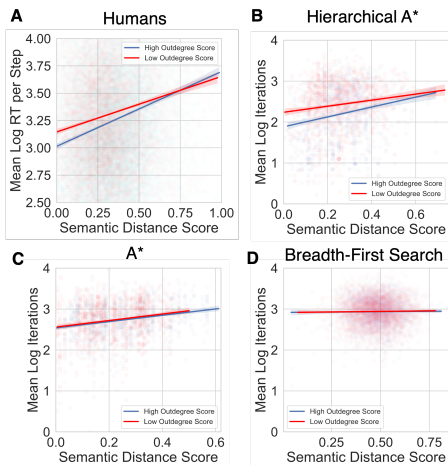 A
Humans
High Outdegree Score
Low Outdegree Score
Mean Log RT per Step
4.00
3.75
3.50
3.25
3.00
2.75
2.50
0.00 0.25 0.50 0.75 1.00
Semantic Distance Score
B
Hierarchical A*
Mean Log Iterations
4
3
2
1
0
High Outdegree Score
Low Outdegree Score
0.0 0.2 0.4 0.6
Semantic Distance Score
C
A*
Mean Log Iterations
4
3
2
1
0
High Outdegree Score
Low Outdegree Score
0.0 0.2 0.4 0.6
Semantic Distance Score
D
Breadth-First Search
Mean Log Iterations
4
3
2
1
0
High Outdegree Score
Low Outdegree Score
0.00 0.25 0.50 0.75
Semantic Distance Score